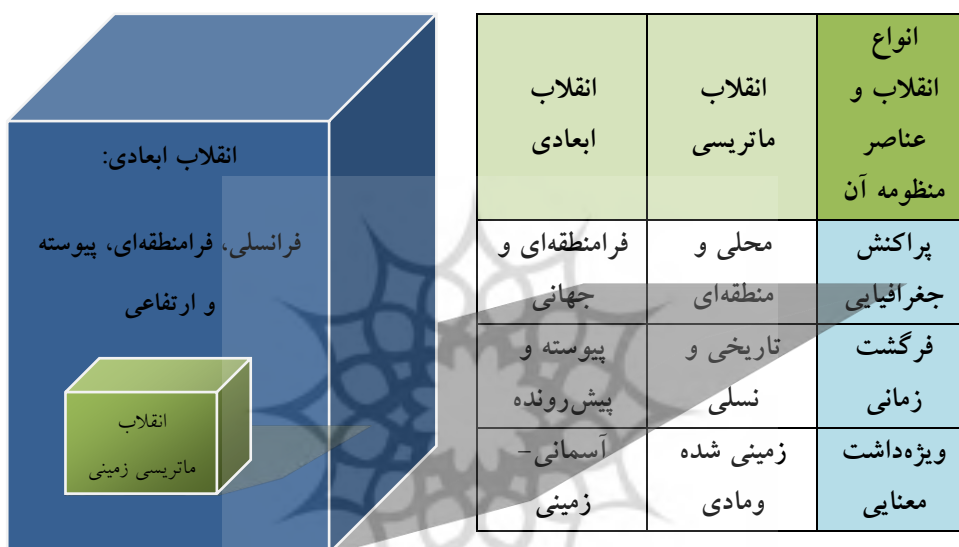 انواع
انقلاب و
عناصر
منظومه آن
انقلاب
ماتریسی
انقلاب
ابعادی
پراکنش
جغرافیایی
محلی و
منطقه‌ای
فرامنطقه‌ای و
جهانی
فرگشت
زمانی
تاریخی و
نسلی
پیوسته و
پیش‌رونده
ویژه‌داشت
معنایی
زمینی شده
ومادی
آسمانی-
زمینی
انقلاب ابعادی:
فرانسلی، فرامنطقه‌ای، پیوسته
و ارتفاعی
انقلاب
ماتریسی زمینی